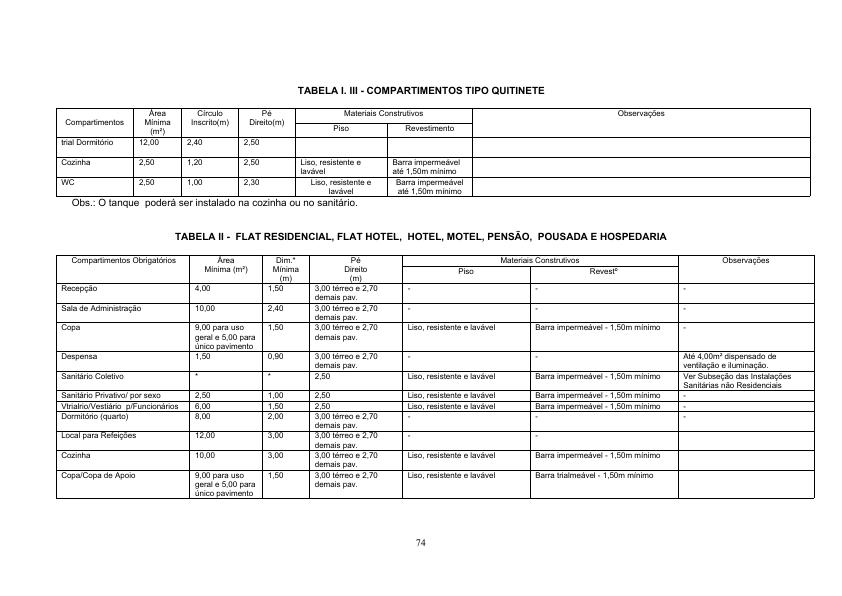 TABELA I. III - COMPARTIMENTOS TIPO QUITINETE
Compartimentos | Área Mínima (m²) | Círculo Inscrito(m) | Pé Direito(m) | Materiais Construtivos | Observações
Piso | Revestimento
trial Dormitório | 12,00 | 2,40 | 2,50
Cozinha | 2,50 | 1,20 | 2,50 | Liso, resistente e lavável | Barra impermeável até 1,50m mínimo
WC | 2,50 | 1,00 | 2,30 | Liso, resistente e lavável | Barra impermeável até 1,50m mínimo
Obs.: O tanque poderá ser instalado na cozinha ou no sanitário.
TABELA II - FLAT RESIDENCIAL, FLAT HOTEL, HOTEL, MOTEL, PENSÃO, POUSADA E HOSPEDARIA
Compartimentos Obrigatórios | Área Mínima (m²) | Dim.ª Mínima (m) | Pé Direito (m) | Materiais Construtivos | Observações
Piso | Revestº
Recepção | 4,00 | 1,50 | 3,00 térreo e 2,70 demais pav. | - | - | -
Sala de Administração | 10,00 | 2,40 | 3,00 térreo e 2,70 demais pav. | - | - | -
Copa | 9,00 para uso geral e 5,00 para único pavimento | 1,50 | 3,00 térreo e 2,70 demais pav. | Liso, resistente e lavável | Barra impermeável - 1,50m mínimo | -
Despensa | 1,50 | 0,90 | 3,00 térreo e 2,70 demais pav. | - | - | Até 4,00m² dispensado de ventilação e iluminação.
Sanitário Coletivo | * | * | 2,50 | Liso, resistente e lavável | Barra impermeável - 1,50m mínimo | Ver Subseção das Instalações Sanitárias não Residenciais
Sanitário Privativo/ por sexo | 2,50 | 1,00 | 2,50 | Liso, resistente e lavável | Barra impermeável - 1,50m mínimo | -
Vtrialrio/Vestiário p/Funcionários | 6,00 | 1,50 | 2,50 | Liso, resistente e lavável | Barra impermeável - 1,50m mínimo | -
Dormitório (quarto) | 8,00 | 2,00 | 3,00 térreo e 2,70 demais pav. | - | - | -
Local para Refeições | 12,00 | 3,00 | 3,00 térreo e 2,70 demais pav. | - | -
Cozinha | 10,00 | 3,00 | 3,00 térreo e 2,70 demais pav. | Liso, resistente e lavável | Barra impermeável - 1,50m mínimo
Copa/Copa de Apoio | 9,00 para uso geral e 5,00 para único pavimento | 1,50 | 3,00 térreo e 2,70 demais pav. | Liso, resistente e lavável | Barra trialmeável - 1,50m mínimo
74